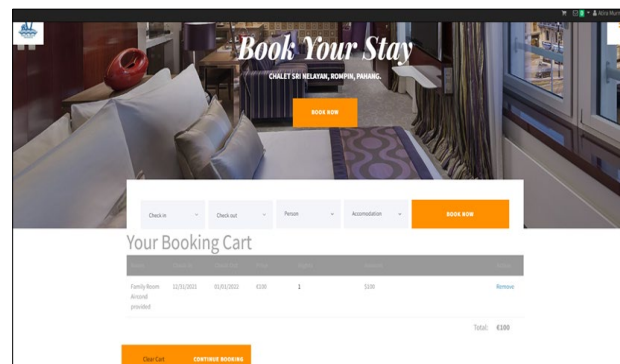 Book Your Stay
CHALET SRI NELAYAN, ROMPIN, PAHANG.
BOOK NOW
Check in
Check out
Person
Accomodation
BOOK NOW
Your Booking Cart
Family Room Aircond provided 12/31/2021 01/01/2022 €100 1 $100 Remove
Total: €100
Clear Cart CONTINUE BOOKING